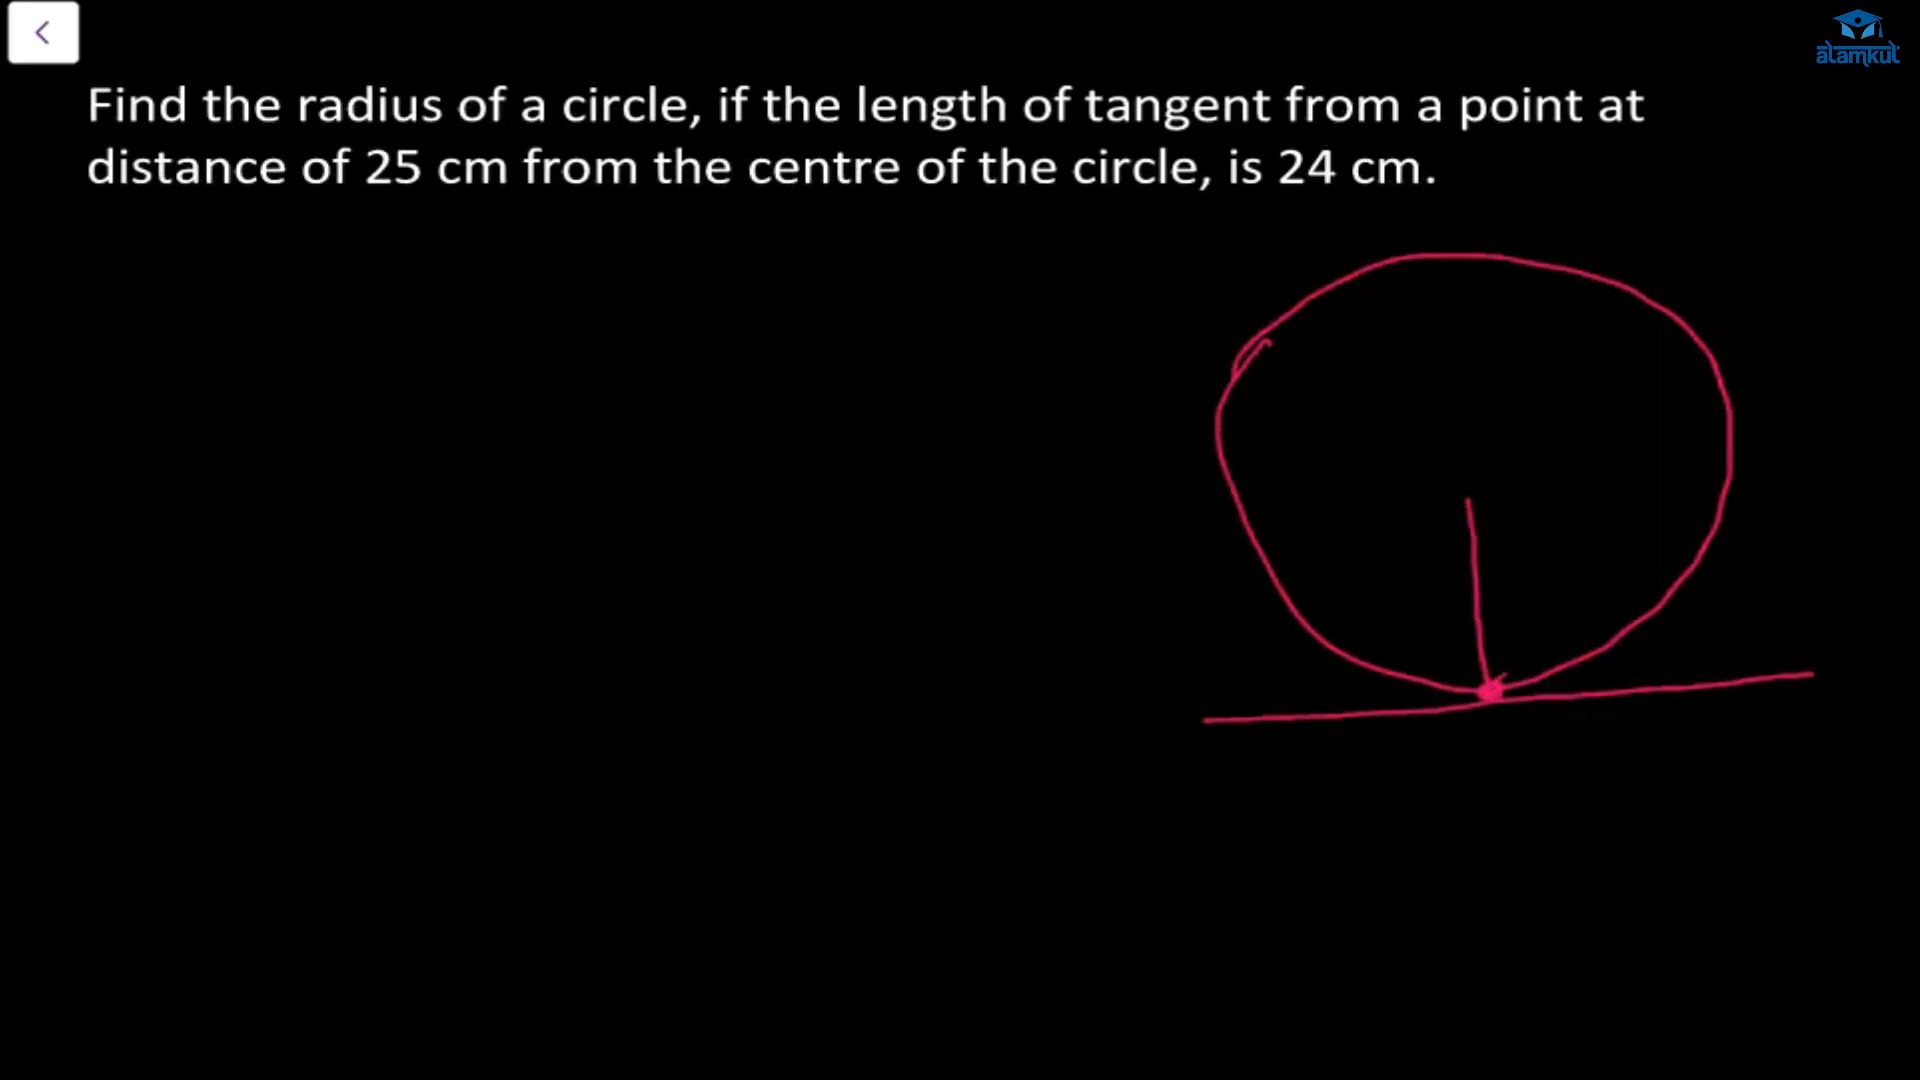 alamkut
Find the radius of a circle, if the length of tangent from a point at
distance of 25 cm from the centre of the circle, is 24 cm.